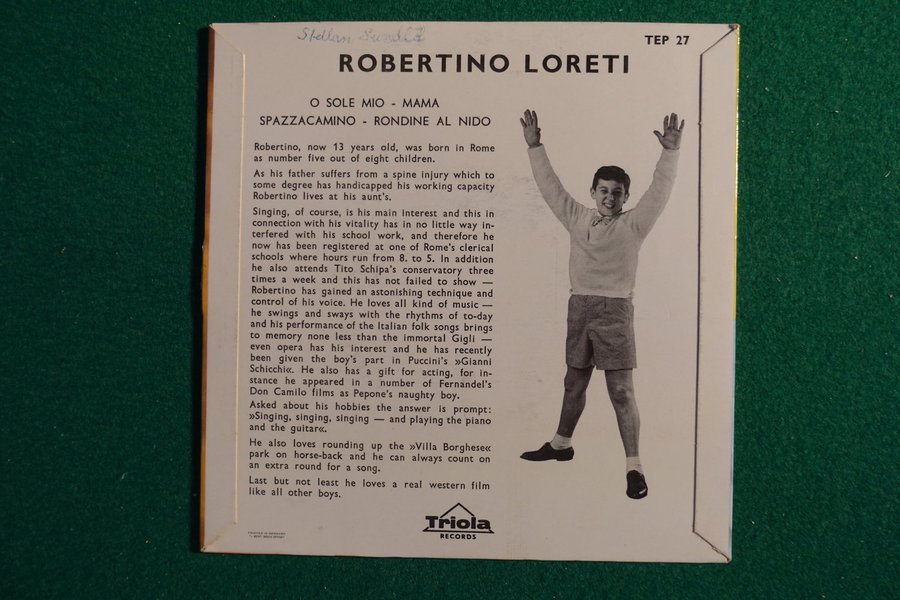 Stellan
TEP 27
ROBERTINO LORETI
O SOLE MIO - MAMA
SPAZZACAMINO - RONDINE AL NIDO
Robertino, now 13 years old, was born in Rome
as number five out of eight children.
As his father suffers from a spine injury which to
some degree has handicapped his working capacity
Robertino lives at his aunt's.
Singing, of course, is his main interest and this in
connection with his vitality has in no little way in-
terfered with his school work, and therefore he
now has been registered at one of Rome's clerical
schools where hours run from 8. to 5. In addition
he also attends Tito Schipa's conservatory three
times a week and this has not failed to show —
Robertino has gained an astonishing technique and
control of his voice. He loves all kind of music —
he swings and sways with the rhythms of to-day
and his performance of the Italian folk songs brings
to memory none less than the immortal Gigli —
even opera has his interest and he has recently
been given the boy's part in Puccini's »Gianni
Schicchi«. He also has a gift for acting, for in-
stance he appeared in a number of Fernandel's
Don Camilo films as Pepone's naughty boy.
Asked about his hobbies the answer is prompt:
»Singing, singing, singing — and playing the piano
and the guitar«.
He also loves rounding up the »Villa Borghese«
park on horse-back and he can always count on
an extra round for a song.
Last but not least he loves a real western film
like all other boys.
Triola
RECORDS